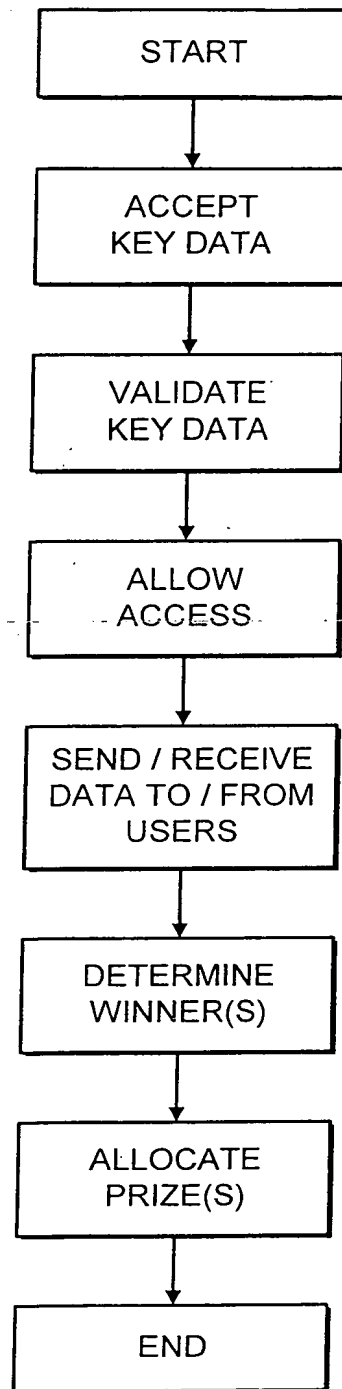 START
ACCEPT
KEY DATA
VALIDATE
KEY DATA
ALLOW
ACCESS
SEND / RECEIVE
DATA TO / FROM
USERS
DETERMINE
WINNER(S)
ALLOCATE
PRIZE(S)
END